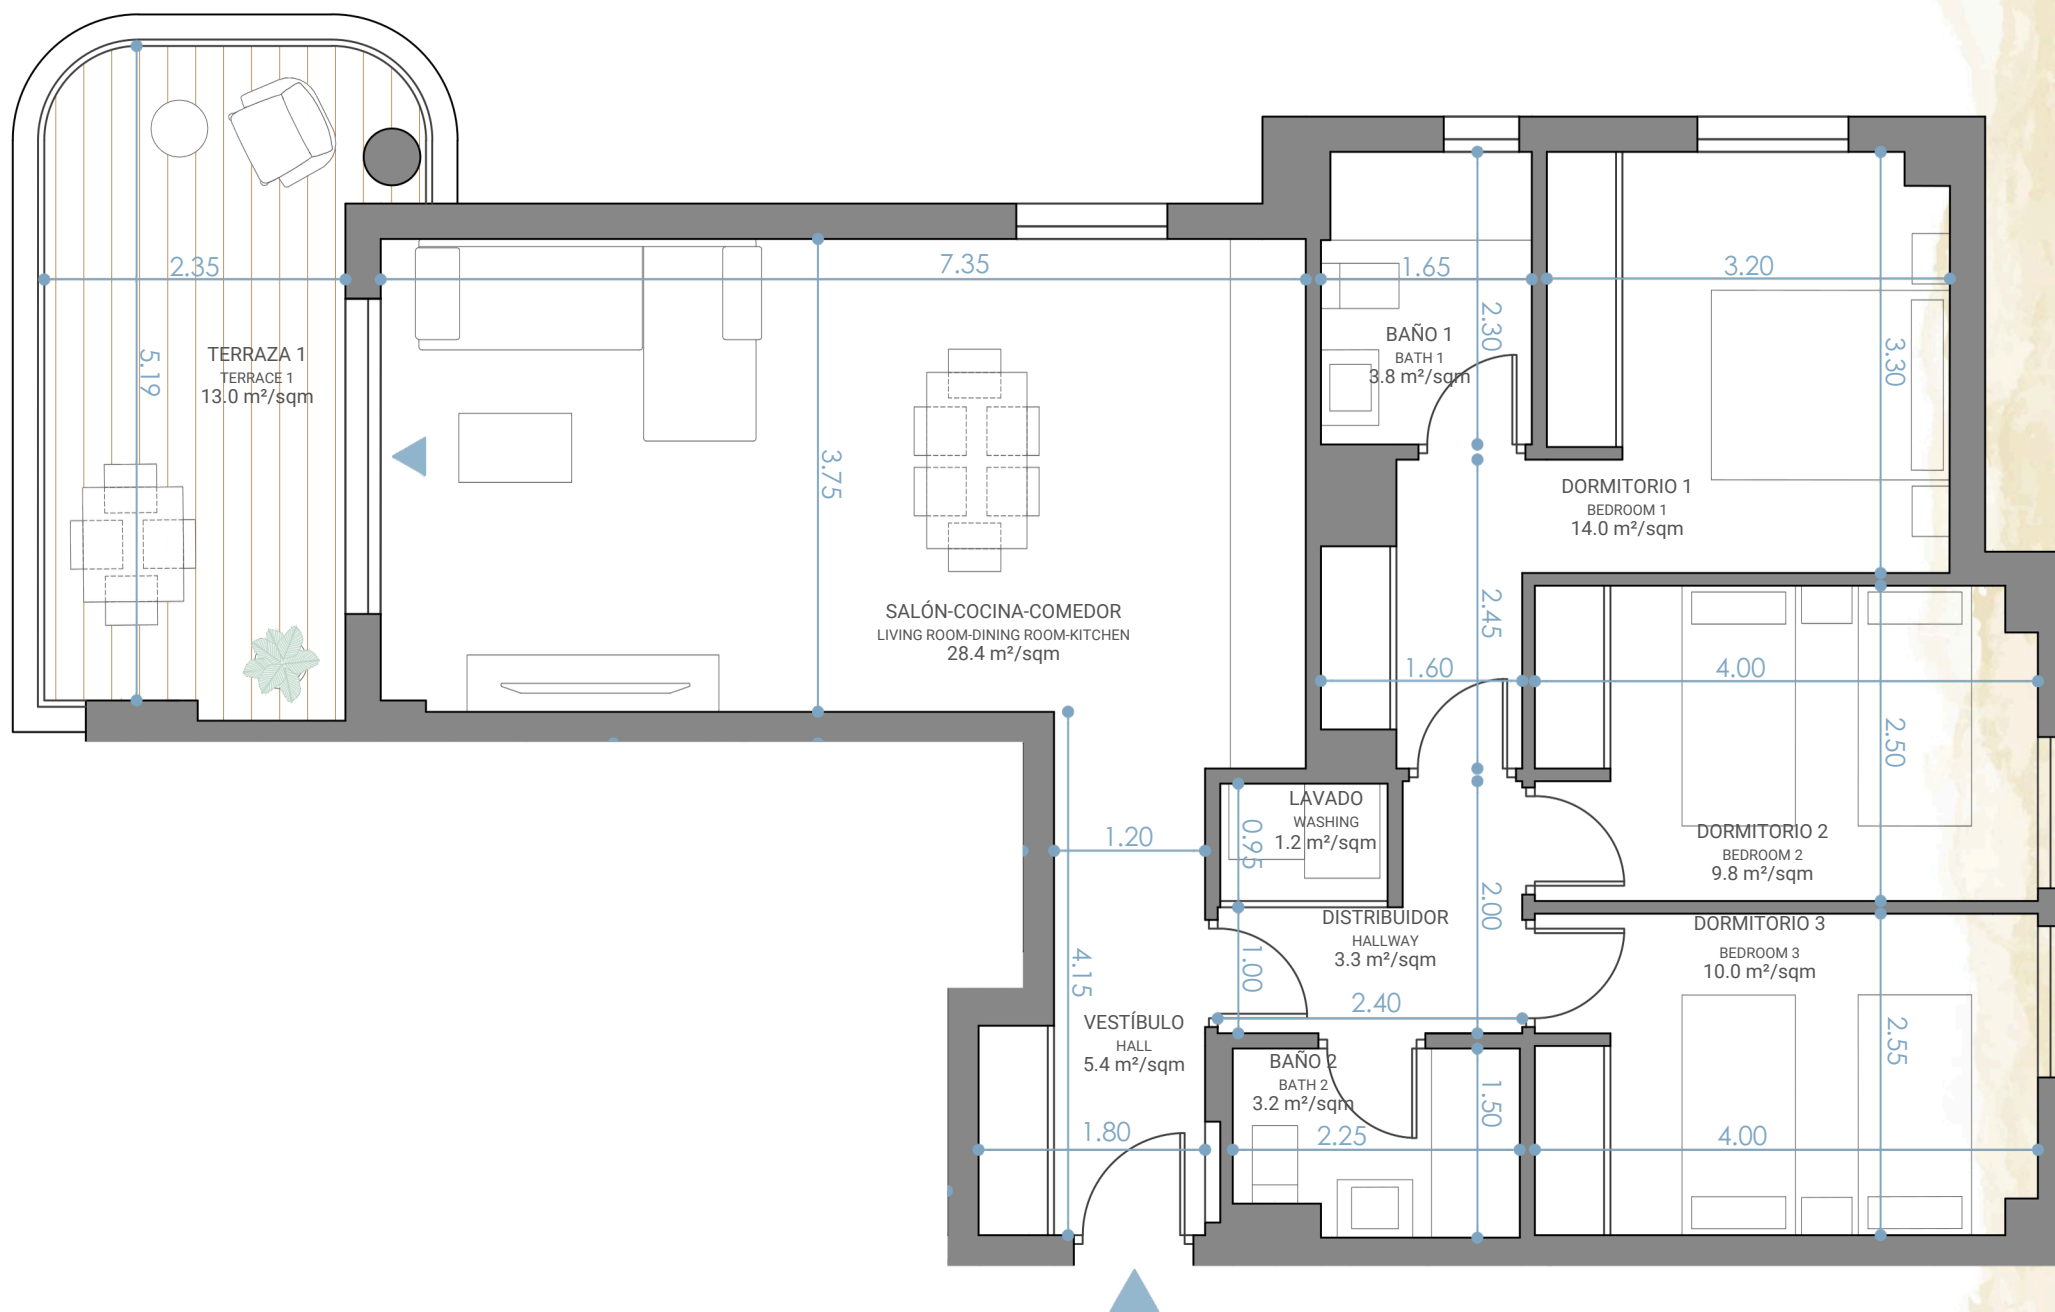 2.35
7.35
1.65
3.20
2.30
3.30
5.19
TERRAZA 1
TERRACE 1
13.0 m²/sqm
BAÑO 1
BATH 1
3.8 m²/sqm
3.75
DORMITORIO 1
BEDROOM 1
14.0 m²/sqm
SALÓN-COCINA-COMEDOR
LIVING ROOM-DINING ROOM-KITCHEN
28.4 m²/sqm
2.45
1.60
4.00
2.50
LAVADO
WASHING
1.2 m²/sqm
0.95
1.20
DORMITORIO 2
BEDROOM 2
9.8 m²/sqm
2.00
DISTRIBUIDOR
HALLWAY
3.3 m²/sqm
DORMITORIO 3
BEDROOM 3
10.0 m²/sqm
4.15
1.00
2.40
VESTÍBULO
HALL
5.4 m²/sqm
BAÑO 2
BATH 2
3.2 m²/sqm
2.55
1.50
1.80
2.25
4.00